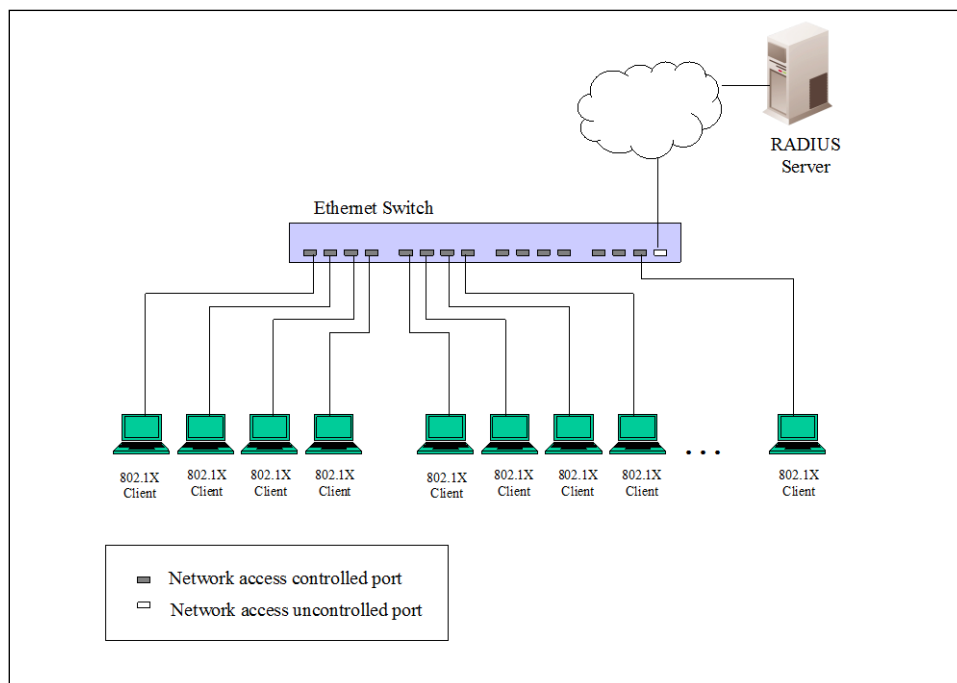 RADIUS
Server
Ethernet Switch
802.1X
Client
802.1X
Client
802.1X
Client
802.1X
Client
802.1X
Client
802.1X
Client
802.1X
Client
802.1X
Client
. . .
802.1X
Client
Network access controlled port
Network access uncontrolled port